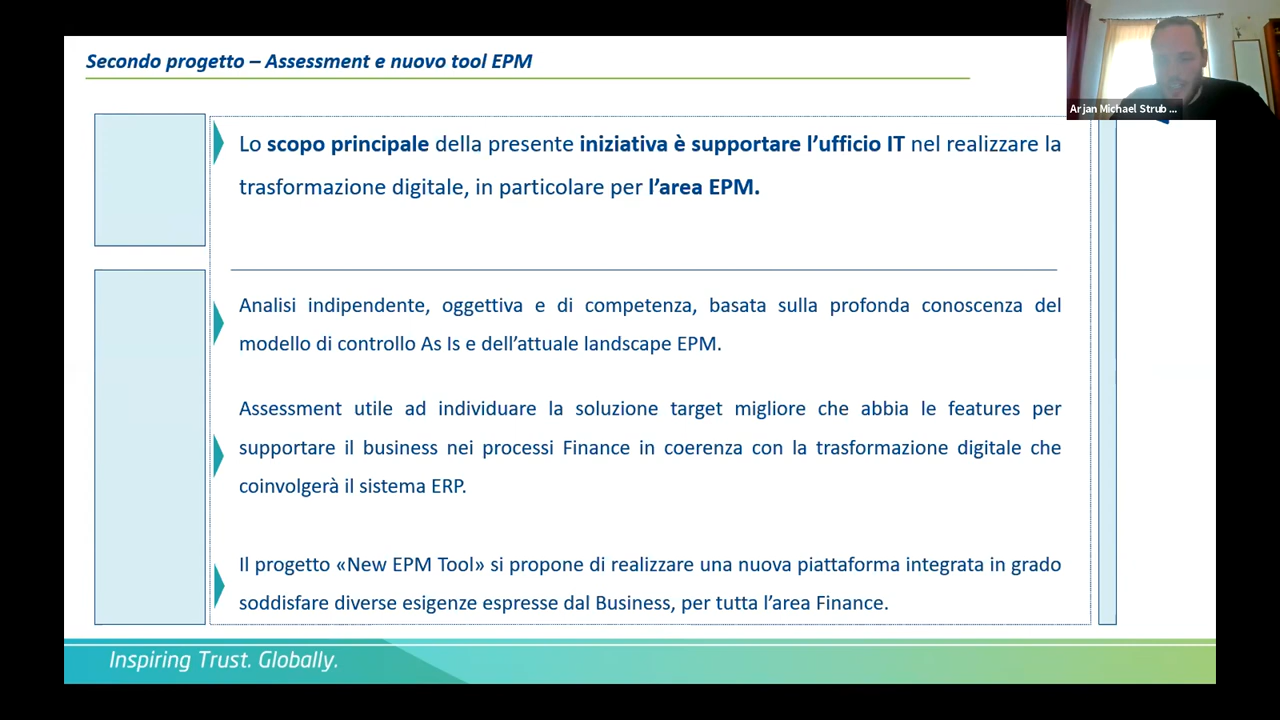 Secondo progetto – Assessment e nuovo tool EPM
Arjan Michael Strub ...
Lo scopo principale della presente iniziativa è supportare l’ufficio IT nel realizzare la
trasformazione digitale, in particolare per l’area EPM.
Analisi indipendente, oggettiva e di competenza, basata sulla profonda conoscenza del
modello di controllo As Is e dell’attuale landscape EPM.
Assessment utile ad individuare la soluzione target migliore che abbia le features per
supportare il business nei processi Finance in coerenza con la trasformazione digitale che
coinvolgerà il sistema ERP.
Il progetto «New EPM Tool» si propone di realizzare una nuova piattaforma integrata in grado
soddisfare diverse esigenze espresse dal Business, per tutta l’area Finance.
Inspiring Trust. Globally.